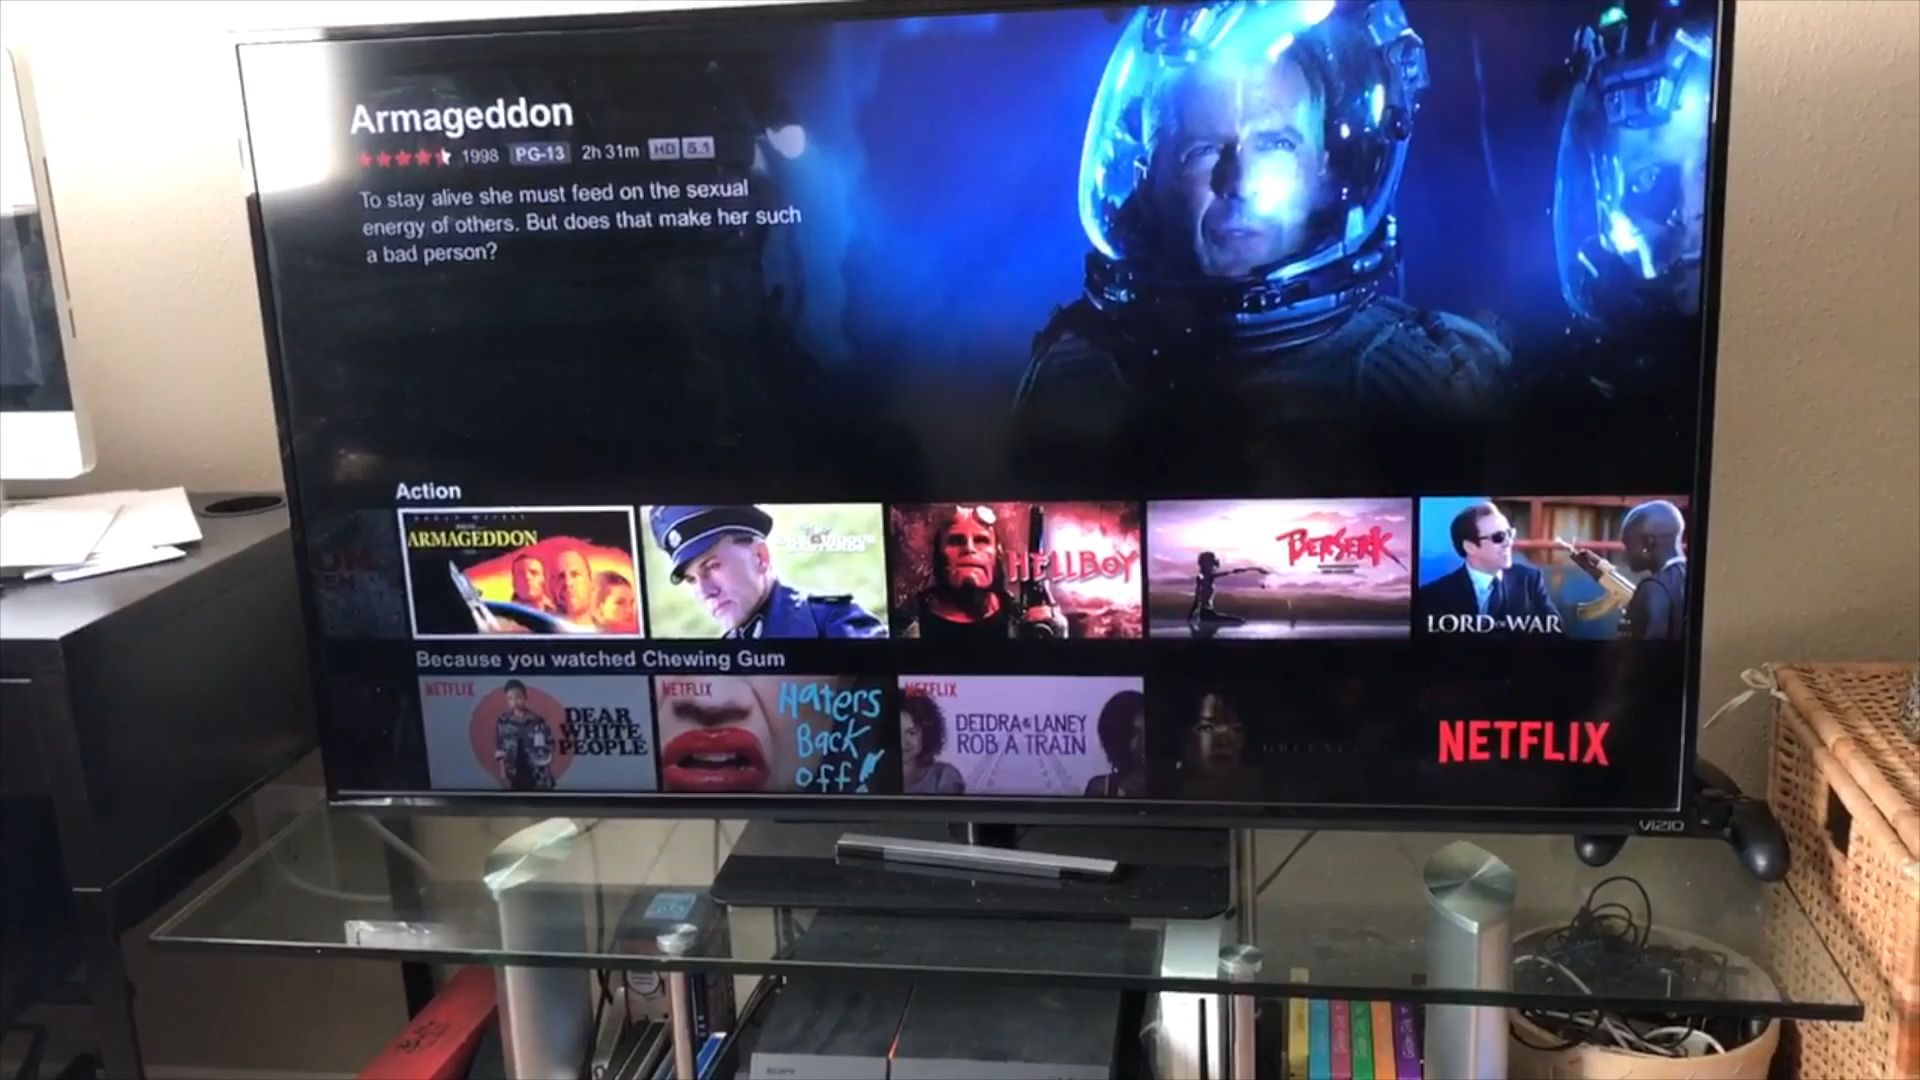 Armageddon
1998 PG-13 2h 31m HD 5.1
To stay alive she must feed on the sexual
energy of others. But does that make her such
a bad person?
Action
ARMAGEDDON
HELLBOY
BERSERK
LORD OF WAR
Because you watched Chewing Gum
NETFLIX
DEAR
WHITE
PEOPLE
NETFLIX
Haters
Back
Off!
NETFLIX
DEIDRA & LANEY
ROB A TRAIN
NETFLIX
VIZIO
SONY